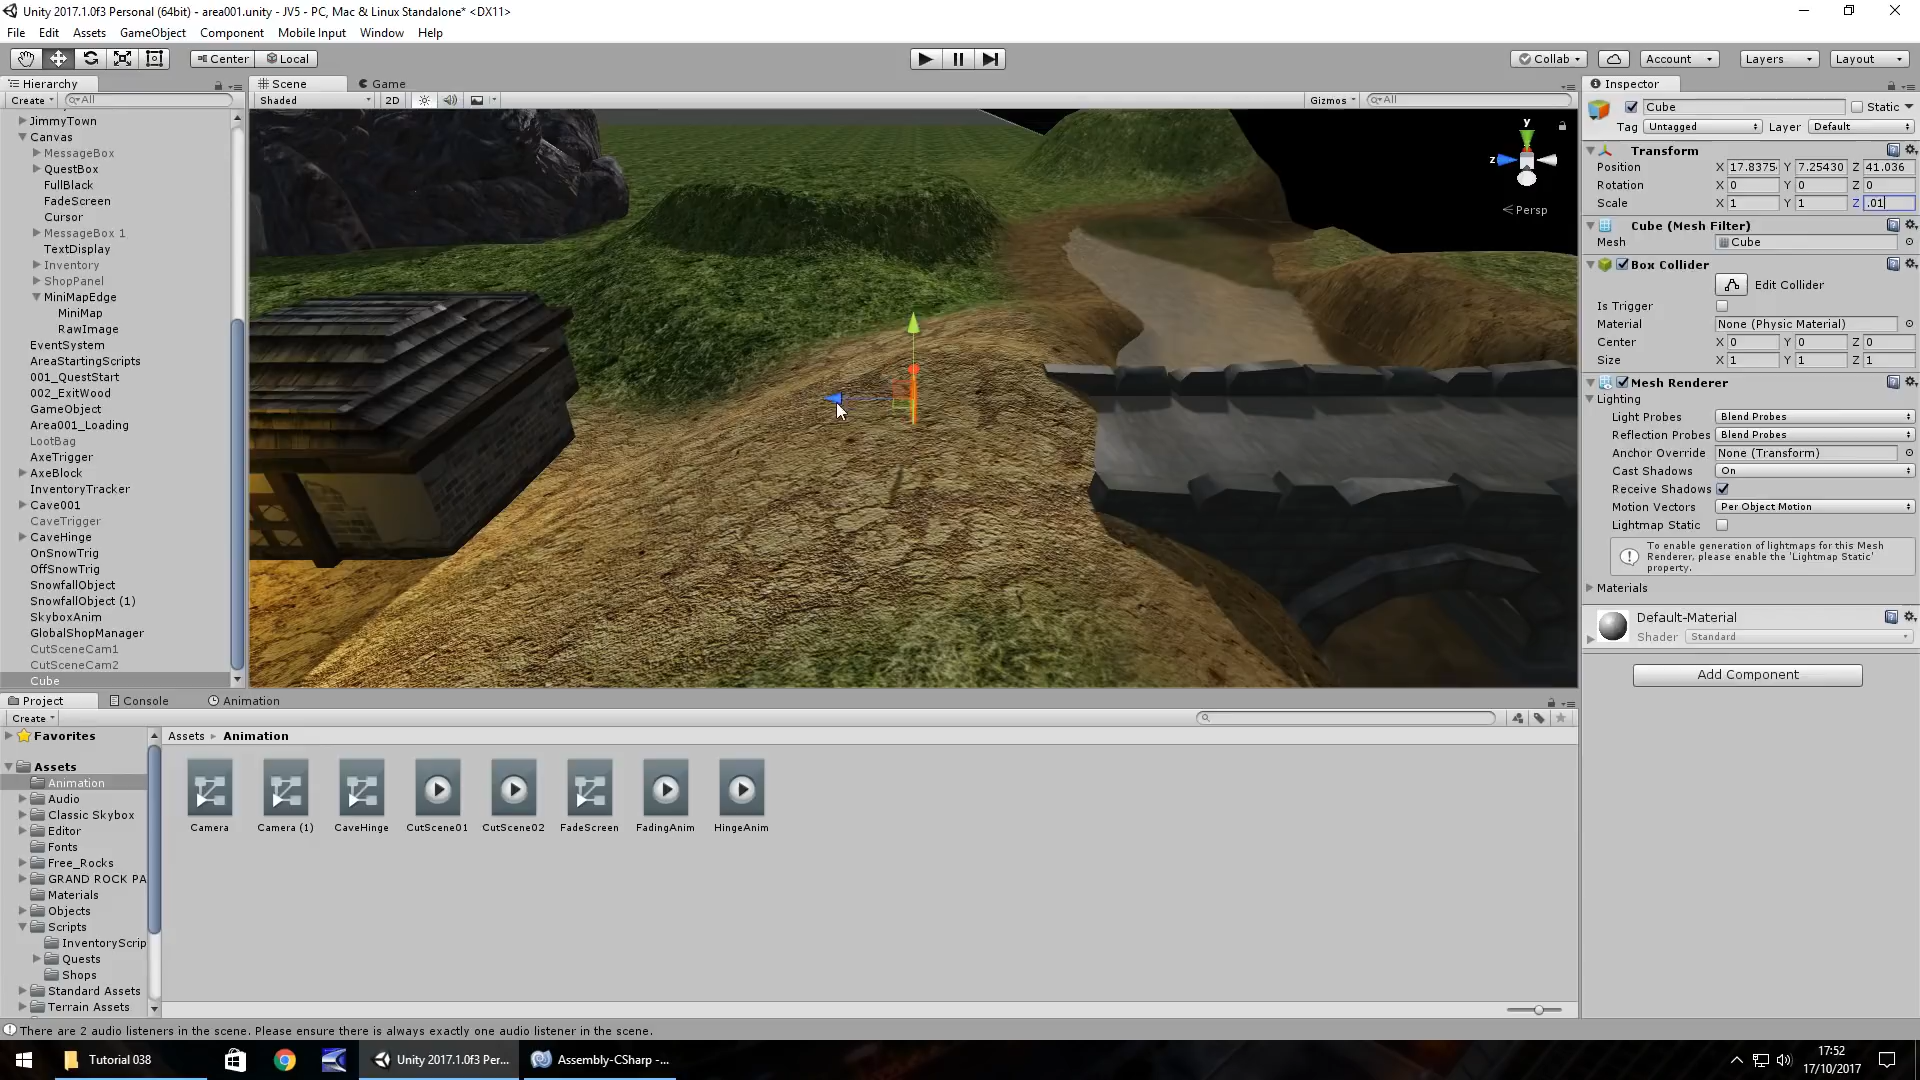 Unity 2017.1.0f3 Personal (64bit) - area001.unity - JV5 - PC, Mac & Linux Standalone* <DX11>
File Edit Assets GameObject Component Mobile Input Window Help
Center Local Collab Account Layers Layout
Hierarchy
Create All
JimmyTown
Canvas
MessageBox
QuestBox
FullBlack
FadeScreen
Cursor
MessageBox 1
TextDisplay
Inventory
ShopPanel
MiniMapEdge
MiniMap
RawImage
EventSystem
AreaStartingScripts
001_QuestStart
002_ExitWood
GameObject
Area001_Loading
LootBag
AxeTrigger
AxeBlock
InventoryTracker
Cave001
CaveTrigger
CaveHinge
OnSnowTrig
OffSnowTrig
SnowfallObject
SnowfallObject (1)
SkyboxAnim
GlobalShopManager
CutSceneCam1
CutSceneCam2
Cube
Scene Game
Shaded 2D Gizmos All
y
z
Persp
Inspector
Cube Static
Tag Untagged Layer Default
Transform
Position X 17.8375 Y 7.25430 Z 41.036
Rotation X 0 Y 0 Z 0
Scale X 1 Y 1 Z .01
Cube (Mesh Filter)
Mesh Cube
Box Collider
Edit Collider
Is Trigger
Material None (Physic Material)
Center X 0 Y 0 Z 0
Size X 1 Y 1 Z 1
Mesh Renderer
Lighting
Light Probes Blend Probes
Reflection Probes Blend Probes
Anchor Override None (Transform)
Cast Shadows On
Receive Shadows
Motion Vectors Per Object Motion
Lightmap Static
To enable generation of lightmaps for this Mesh
Renderer, please enable the 'Lightmap Static'
property.
Materials
Default-Material
Shader Standard
Add Component
Project Console Animation
Create
Favorites
Assets
Animation
Audio
Classic Skybox
Editor
Fonts
Free_Rocks
GRAND ROCK PA
Materials
Objects
Scripts
InventoryScrip
Quests
Shops
Standard Assets
Terrain Assets
Assets Animation
Camera Camera (1) CaveHinge CutScene01 CutScene02 FadeScreen FadingAnim HingeAnim
There are 2 audio listeners in the scene. Please ensure there is always exactly one audio listener in the scene.
Tutorial 038 Unity 2017.1.0f3 Per... Assembly-CSharp -...
17:52
17/10/2017